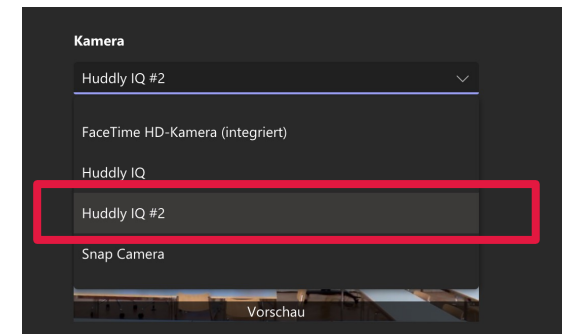 Kamera
Huddly IQ #2
FaceTime HD-Kamera (integriert)
Huddly IQ
Huddly IQ #2
Snap Camera
Vorschau